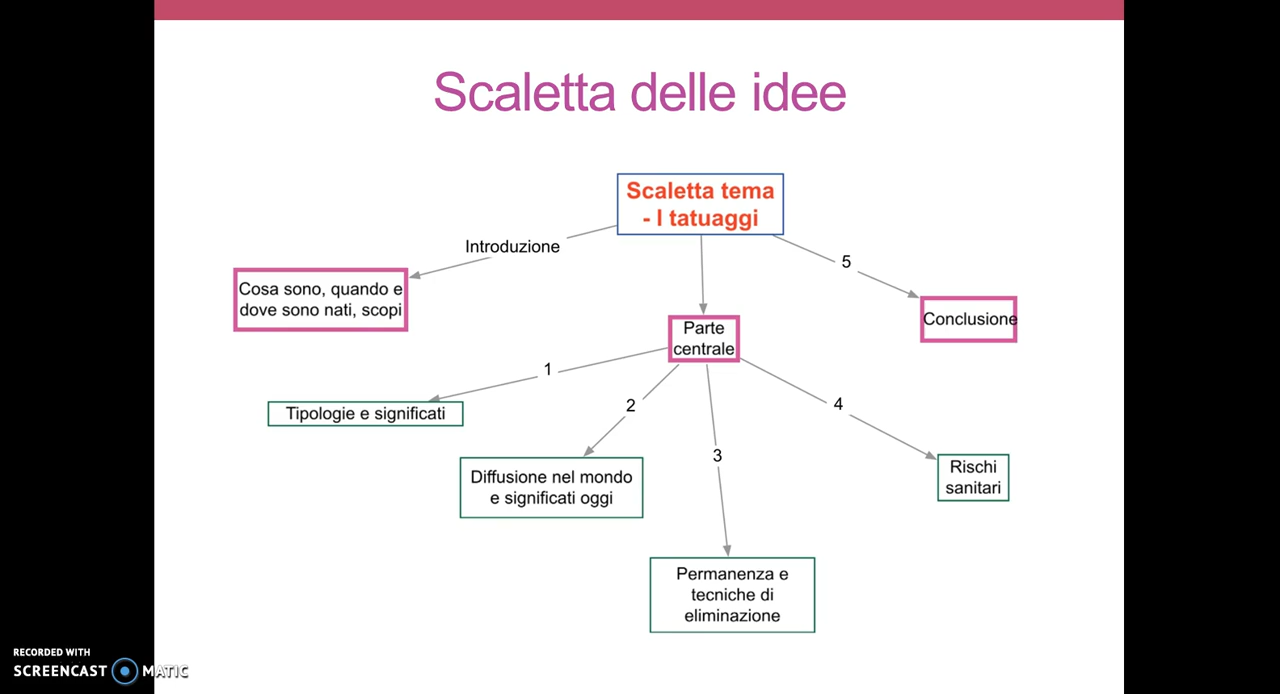 Scaletta delle idee
Scaletta tema
- I tatuaggi
Introduzione
5
Cosa sono, quando e
dove sono nati, scopi
Conclusione
Parte
centrale
1
2
4
3
Tipologie e significati
Diffusione nel mondo
e significati oggi
Rischi
sanitari
Permanenza e
tecniche di
eliminazione
RECORDED WITH
SCREENCAST MATIC